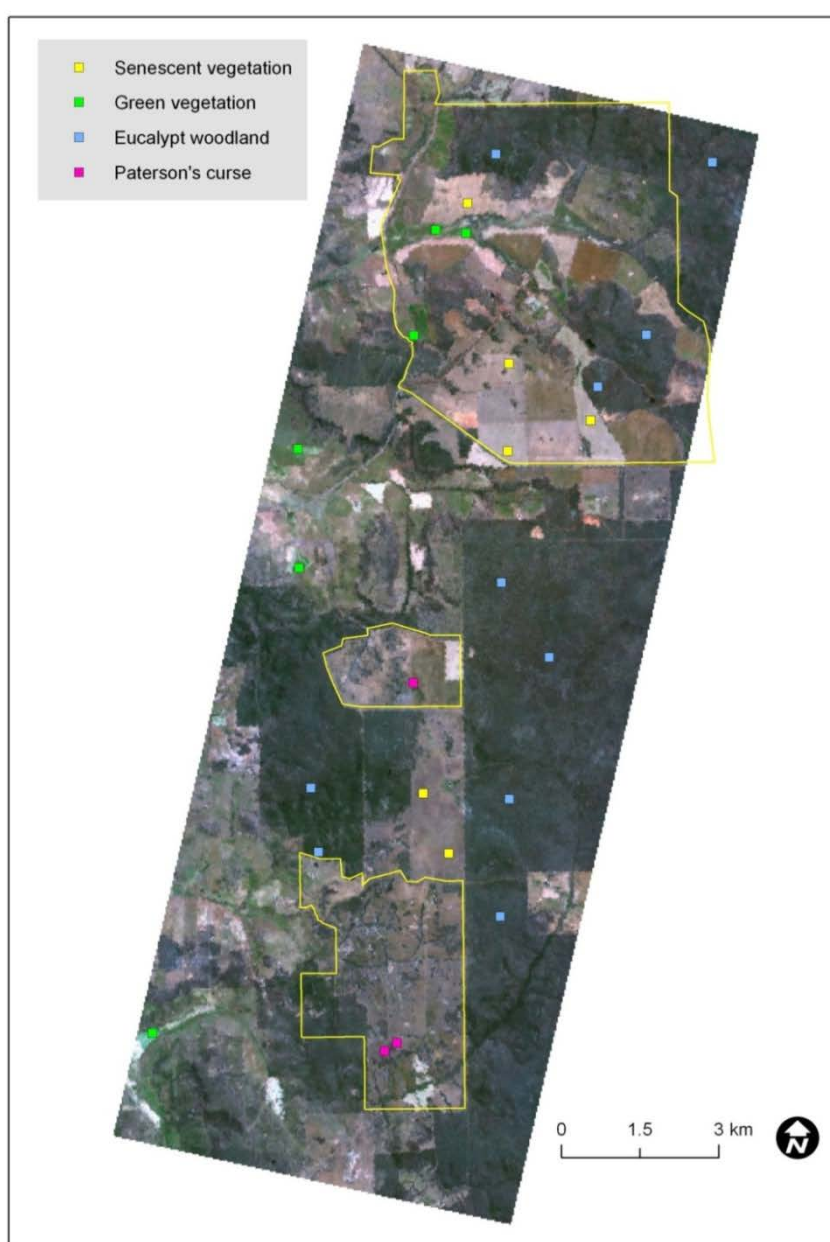 Senescent vegetation
Green vegetation
Eucalypt woodland
Paterson's curse
0 1.5 3 km
N